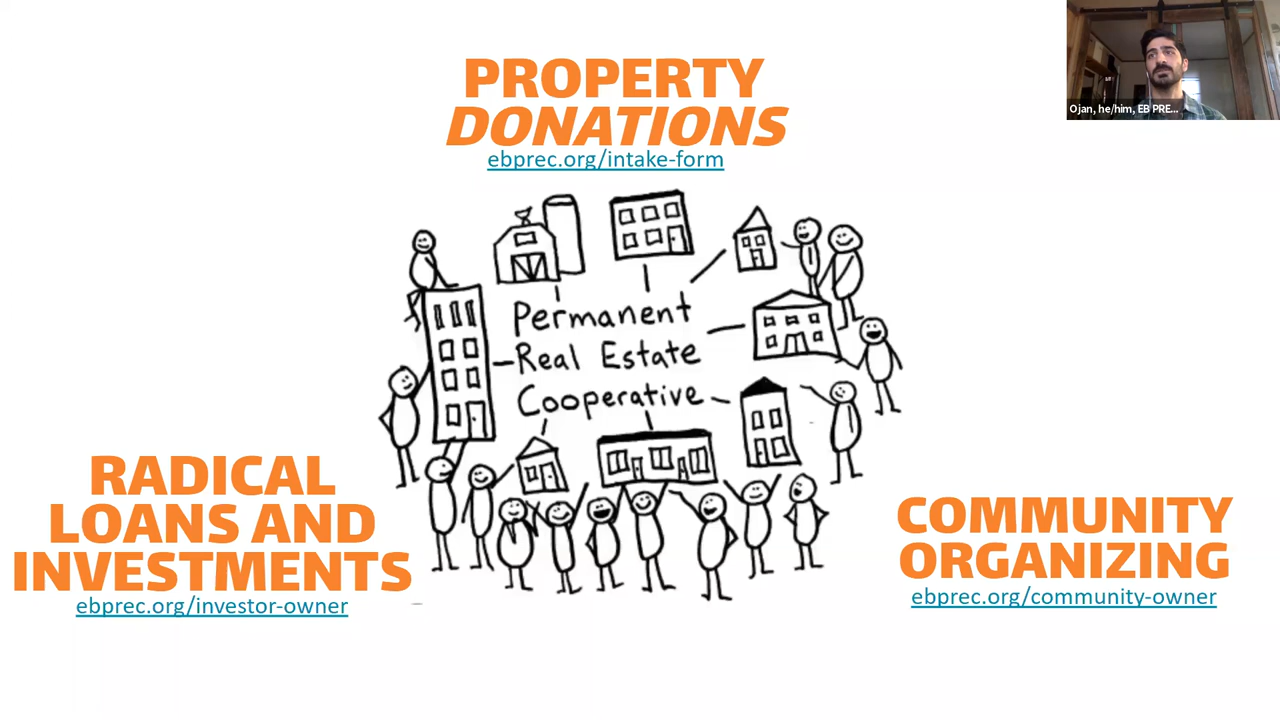 PROPERTY
DONATIONS
ebprec.org/intake-form
Ojan, he/him, EB PRE...
Permanent
Real Estate
Cooperative
RADICAL
LOANS AND
INVESTMENTS
ebprec.org/investor-owner
COMMUNITY
ORGANIZING
ebprec.org/community-owner